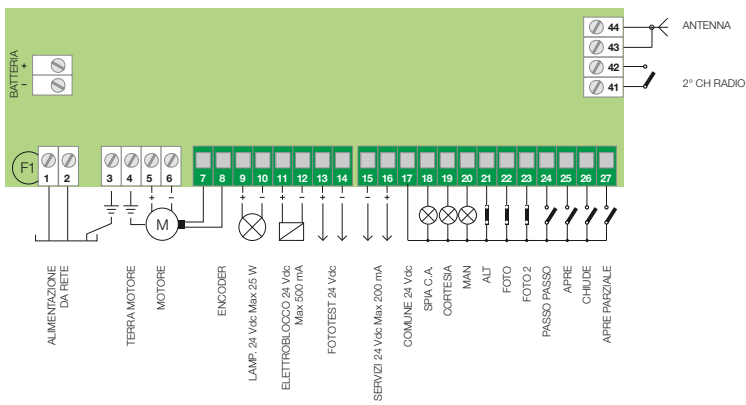 44 ANTENNA
43
42
41 2° CH RADIO
BATTERIA
+
−
F1
1 2 3 4 5 6 7 8 9 10 11 12 13 14 15 16 17 18 19 20 21 22 23 24 25 26 27
+ − + − + − + − − +
M
ALIMENTAZIONE
DA RETE
TERRA MOTORE
MOTORE
ENCODER
LAMP. 24 Vdc Max 25 W
ELETTROBLOCCO 24 Vdc
Max 500 mA
FOTOTEST 24 Vdc
SERVIZI 24 Vdc Max 200 mA
COMUNE 24 Vdc
SPIA C.A.
CORTESIA
MAN
ALT
FOTO
FOTO 2
PASSO PASSO
APRE
CHIUDE
APRE PARZIALE